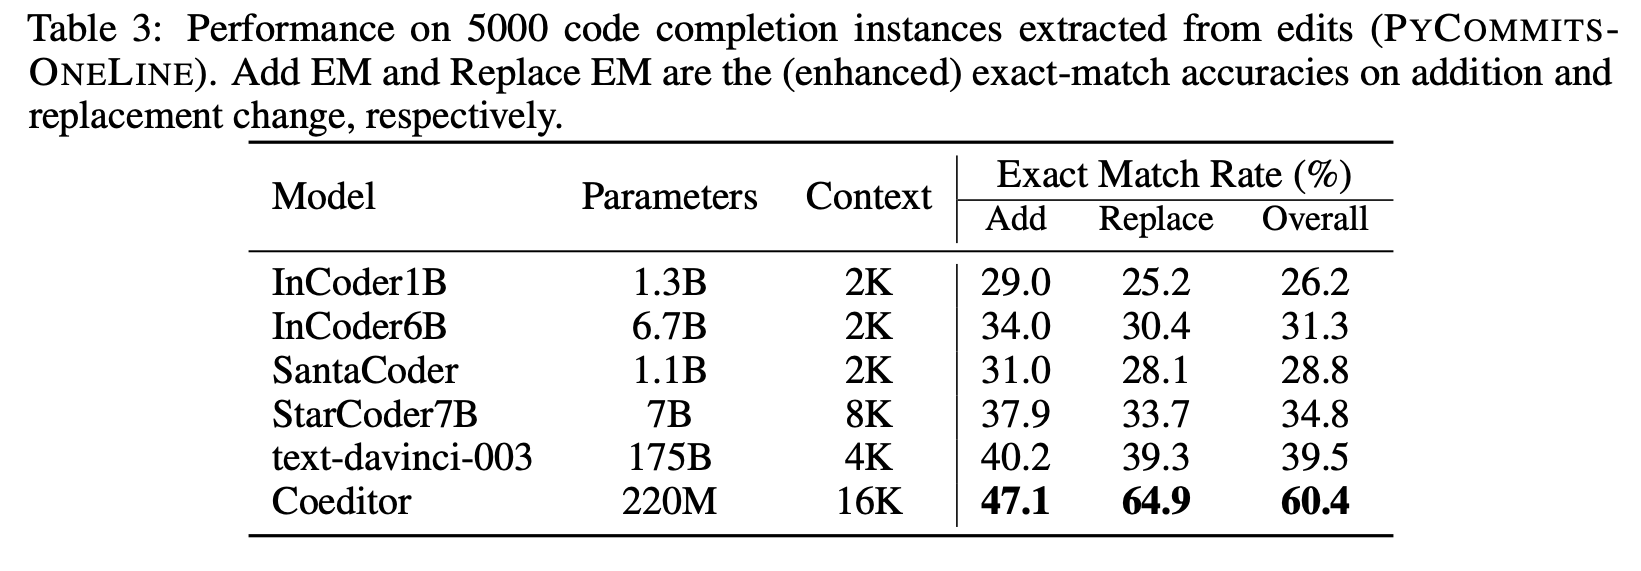 Table 3: Performance on 5000 code completion instances extracted from edits (PYCOMMITS-
ONELINE). Add EM and Replace EM are the (enhanced) exact-match accuracies on addition and
replacement change, respectively.
Model Parameters Context Exact Match Rate (%)
Add Replace Overall
InCoder1B 1.3B 2K 29.0 25.2 26.2
InCoder6B 6.7B 2K 34.0 30.4 31.3
SantaCoder 1.1B 2K 31.0 28.1 28.8
StarCoder7B 7B 8K 37.9 33.7 34.8
text-davinci-003 175B 4K 40.2 39.3 39.5
Coeditor 220M 16K 47.1 64.9 60.4